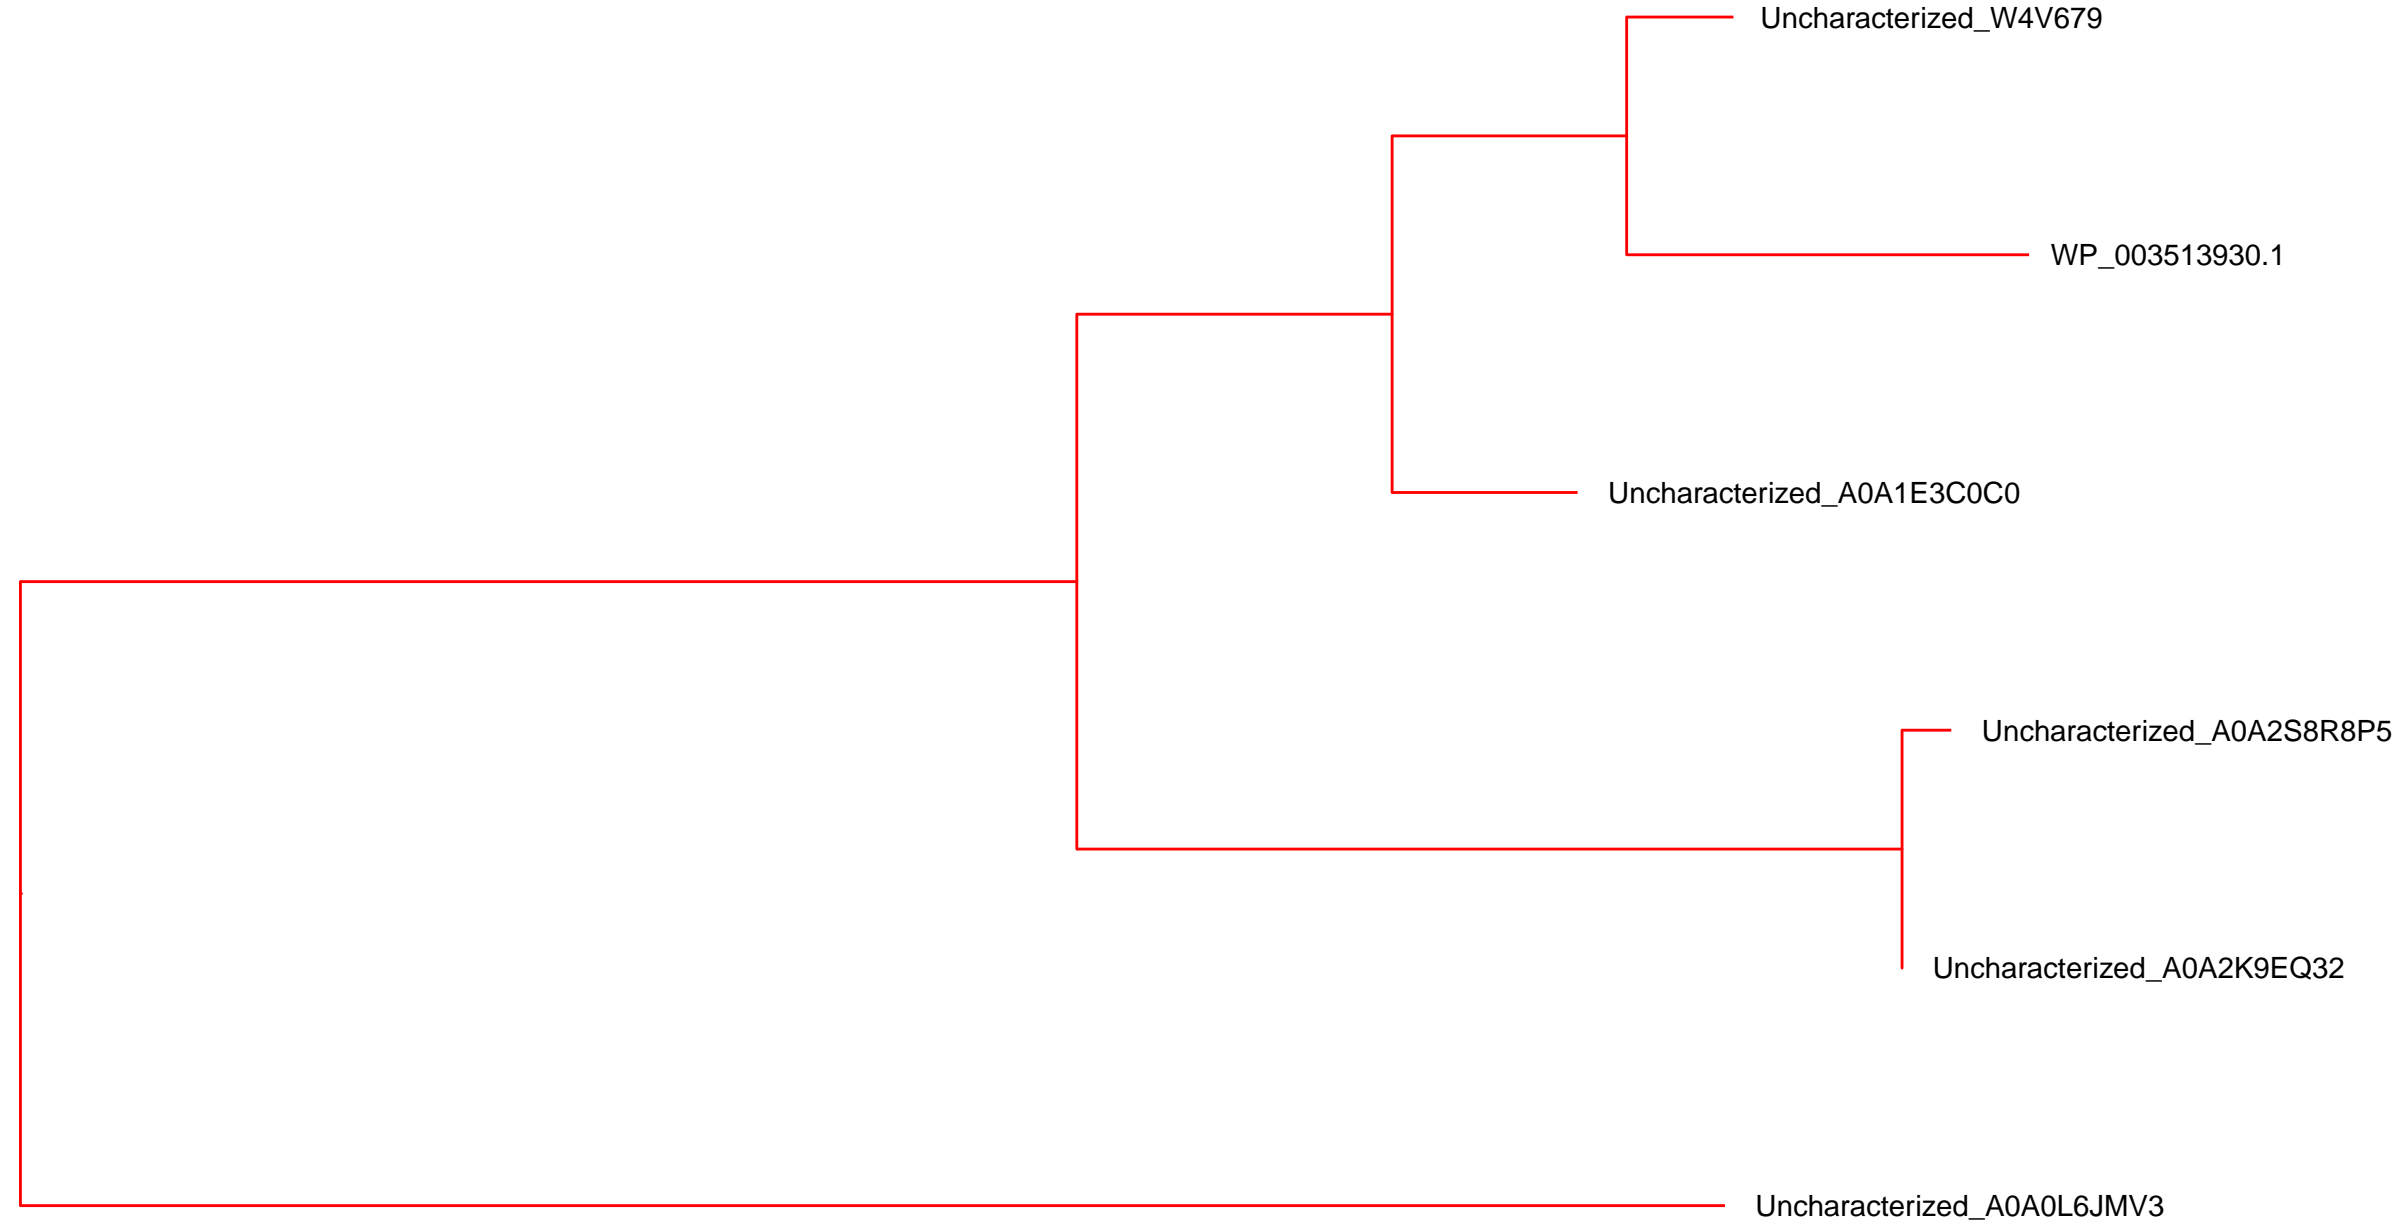 Uncharacterized_W4V679
WP_003513930.1
Uncharacterized_A0A1E3C0C0
Uncharacterized_A0A2S8R8P5
Uncharacterized_A0A2K9EQ32
Uncharacterized_A0A0L6JMV3